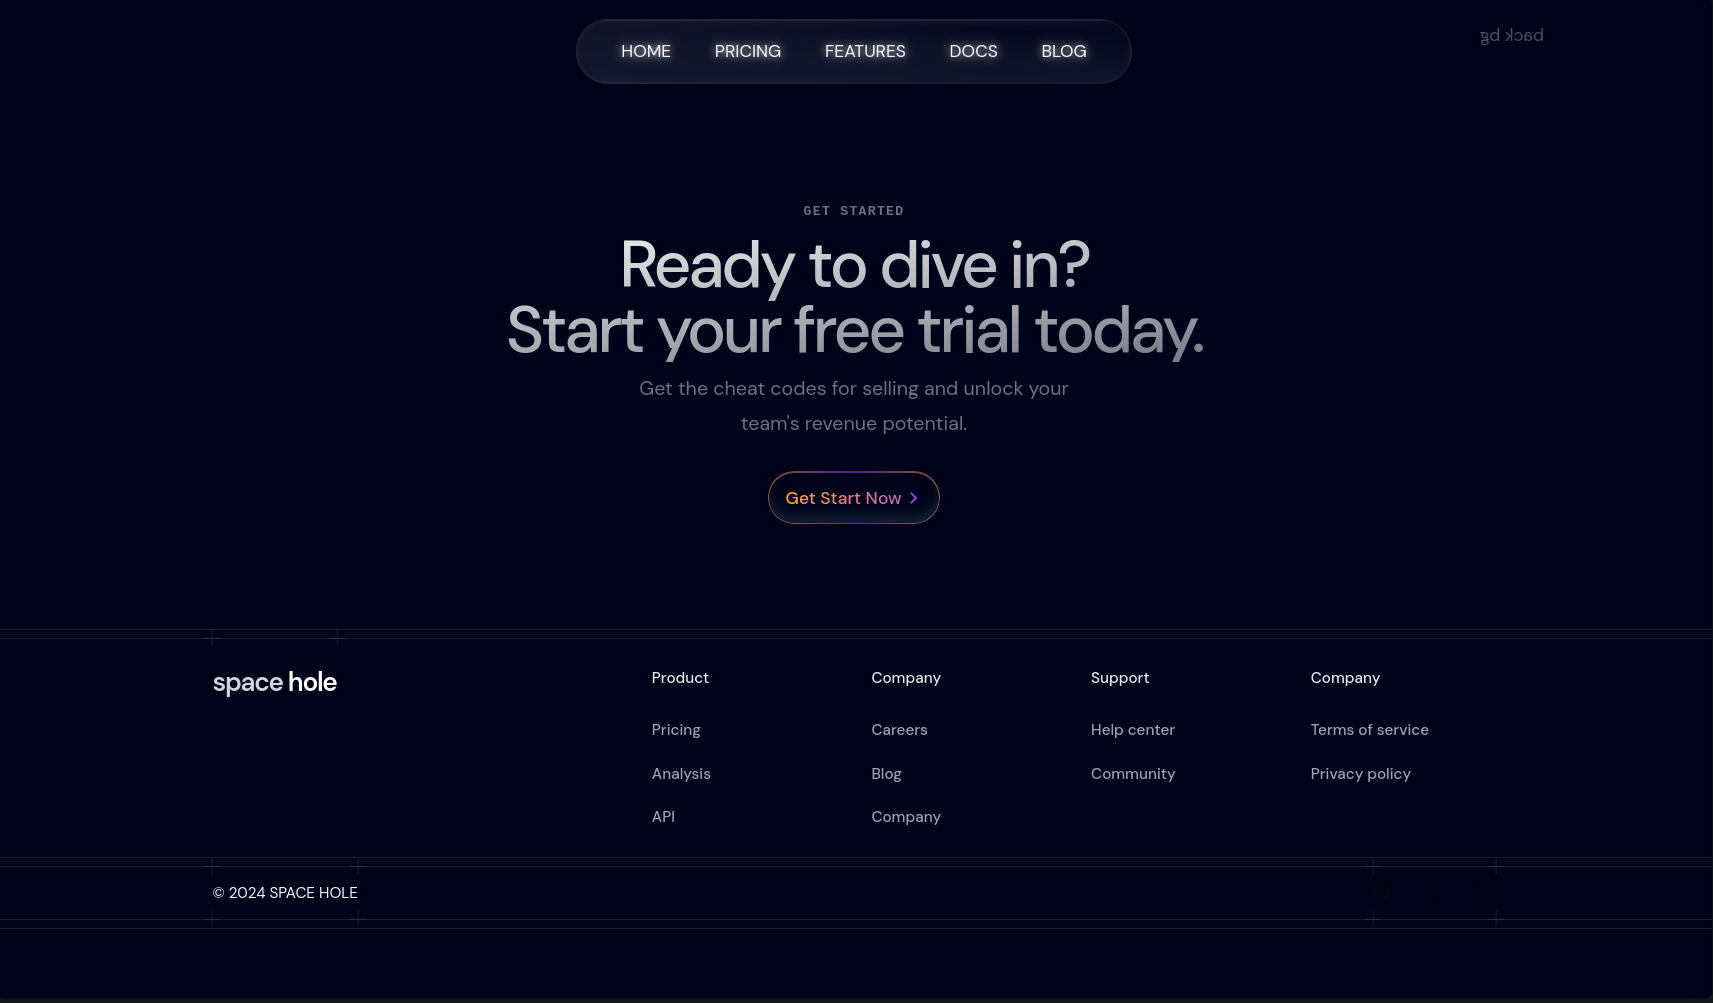 HOME PRICING FEATURES DOCS BLOG
back bg
GET STARTED
Ready to dive in?
Start your free trial today.
Get the cheat codes for selling and unlock your
team's revenue potential.
Get Start Now
space hole
Product
Pricing
Analysis
API
Company
Careers
Blog
Company
Support
Help center
Community
Company
Terms of service
Privacy policy
© 2024 SPACE HOLE